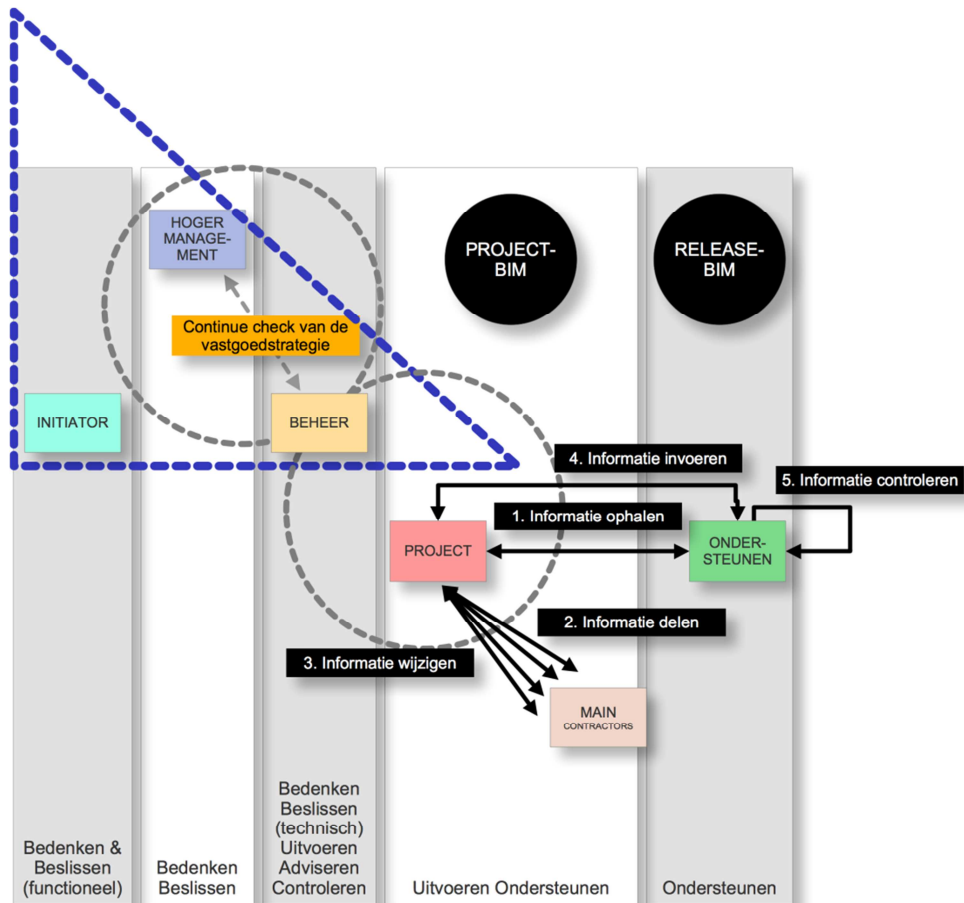 HOGER
MANAGE-
MENT
PROJECT-
BIM
RELEASE-
BIM
Continue check van de
vastgoedstrategie
INITIATOR
BEHEER
4. Informatie invoeren
5. Informatie controleren
1. Informatie ophalen
PROJECT
ONDER-
STEUNEN
2. Informatie delen
3. Informatie wijzigen
MAIN
CONTRACTORS
Bedenken &
Beslissen
(functioneel)
Bedenken
Beslissen
Bedenken
Beslissen
(technisch)
Uitvoeren
Adviseren
Controleren
Uitvoeren Ondersteunen
Ondersteunen